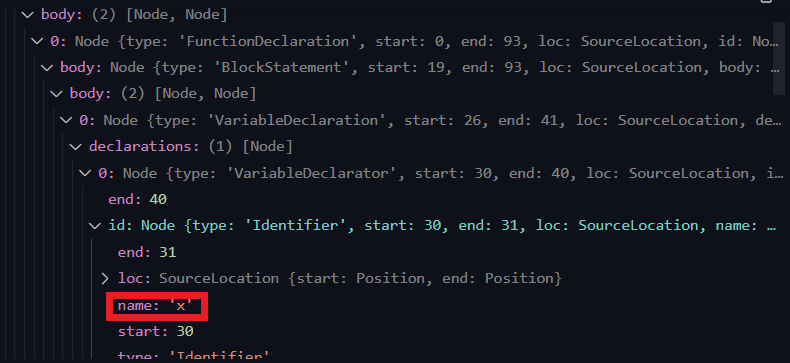 body: (2) [Node, Node]
0: Node {type: 'FunctionDeclaration', start: 0, end: 93, loc: SourceLocation, id: No…
body: Node {type: 'BlockStatement', start: 19, end: 93, loc: SourceLocation, body: …
body: (2) [Node, Node]
0: Node {type: 'VariableDeclaration', start: 26, end: 41, loc: SourceLocation, de…
declarations: (1) [Node]
0: Node {type: 'VariableDeclarator', start: 30, end: 40, loc: SourceLocation, i…
end: 40
id: Node {type: 'Identifier', start: 30, end: 31, loc: SourceLocation, name: …
end: 31
loc: SourceLocation {start: Position, end: Position}
name: 'x'
start: 30
type: 'Identifier'